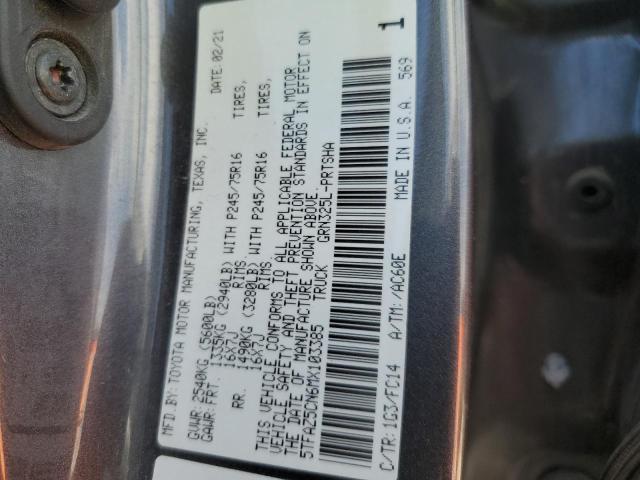 MFD. BY: TOYOTA MOTOR MANUFACTURING, TEXAS, INC. DATE: 02/21
GVWR: 2540KG (5600LB)
GAWR: FRT. 1335KG (2940LB) WITH P245/75R16 TIRES,
16X7J RIMS
RR. 1490KG (3280LB) WITH P245/75R16 TIRES,
16X7J RIMS
THIS VEHICLE CONFORMS TO ALL APPLICABLE FEDERAL MOTOR
VEHICLE SAFETY AND THEFT PREVENTION STANDARDS IN EFFECT ON
THE DATE OF MANUFACTURE SHOWN ABOVE.
5TFAZ5CN6MX103385 TRUCK GRN325L-PRTSHA
C/TR: 1G3/FC14 A/TM: /AC60E MADE IN U.S.A. 569
1